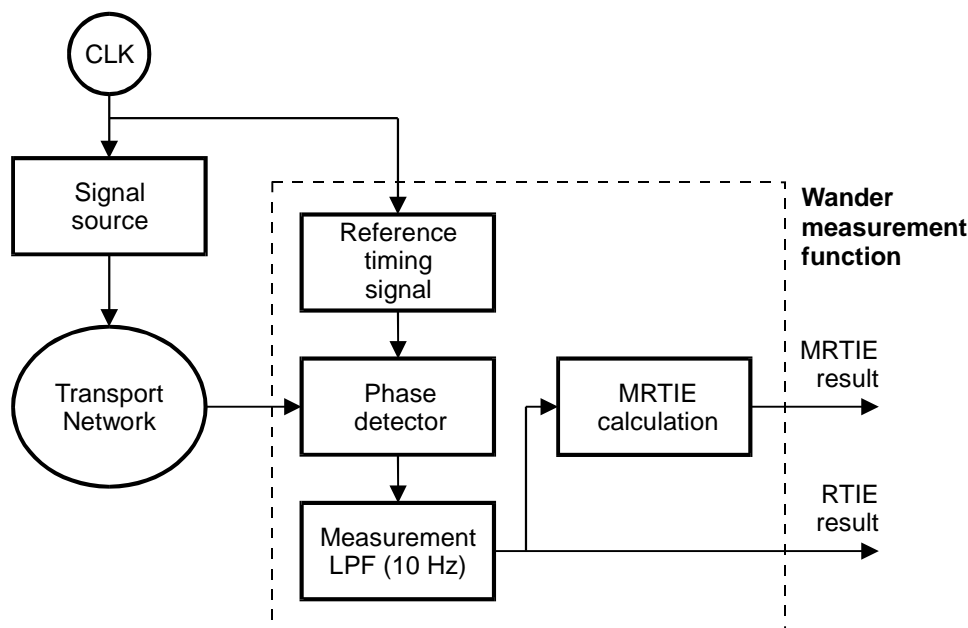 CLK
Signal
source
Reference
timing
signal
Wander
measurement
function
Transport
Network
Phase
detector
MRTIE
calculation
MRTIE
result
Measurement
LPF (10 Hz)
RTIE
result